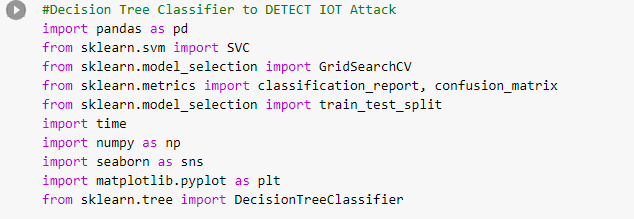 #Decision Tree Classifier to DETECT IOT Attack
import pandas as pd
from sklearn.svm import SVC
from sklearn.model_selection import GridSearchCV
from sklearn.metrics import classification_report, confusion_matrix
from sklearn.model_selection import train_test_split
import time
import numpy as np
import seaborn as sns
import matplotlib.pyplot as plt
from sklearn.tree import DecisionTreeClassifier